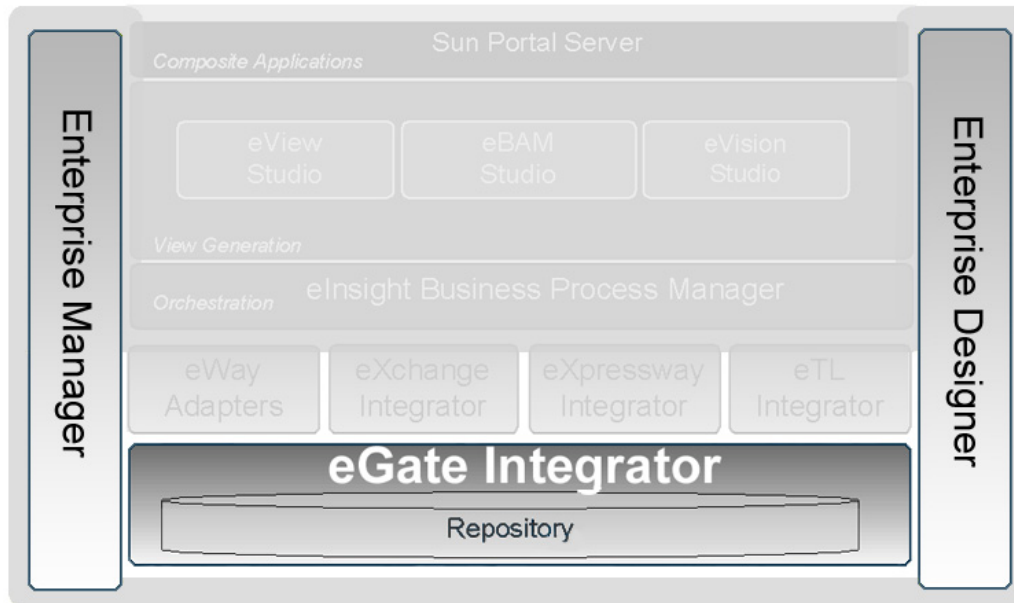 Enterprise Manager
Sun Portal Server
Composite Applications
eView
Studio
eBAM
Studio
eVision
Studio
View Generation
Orchestration
eInsight Business Process Manager
eWay
Adapters
eXchange
Integrator
eXpressway
Integrator
eTL
Integrator
eGate Integrator
Repository
Enterprise Designer